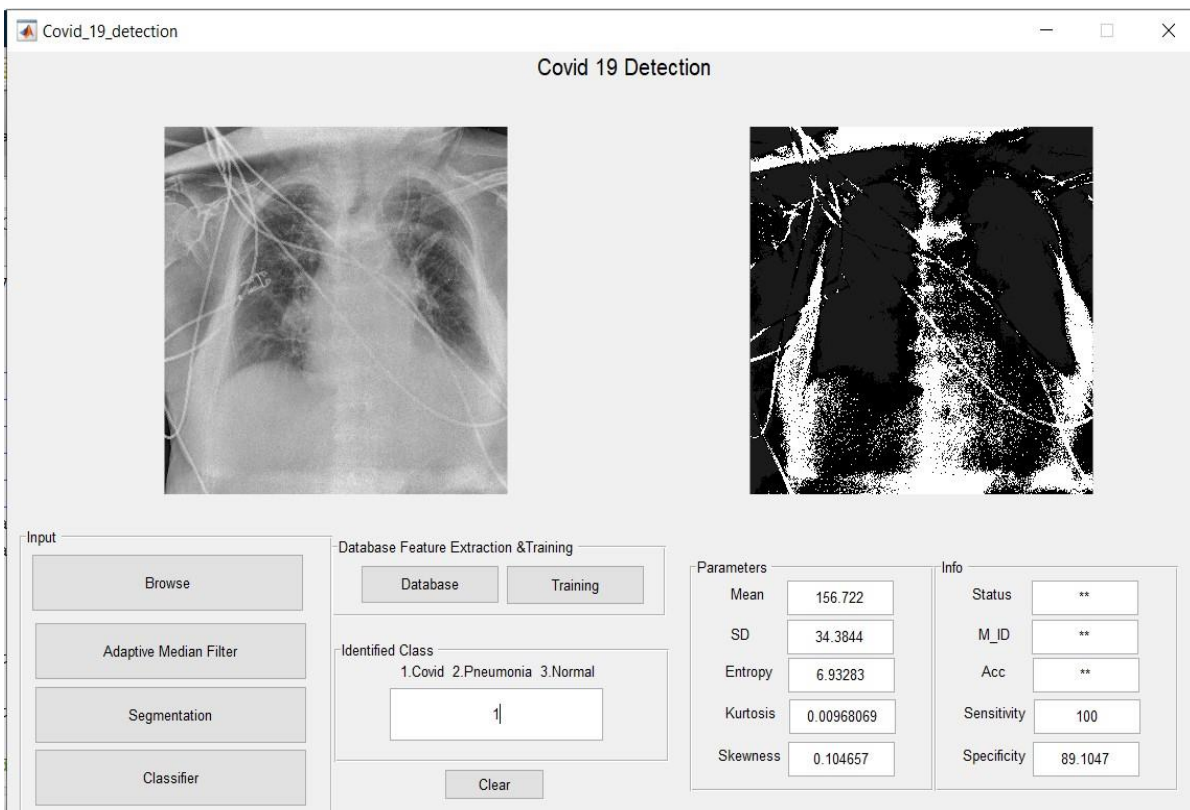 Covid_19_detection
Covid 19 Detection
Input
Browse
Adaptive Median Filter
Segmentation
Classifier
Database Feature Extraction &Training
Database Training
Identified Class
1.Covid 2.Pneumonia 3.Normal
1
Clear
Parameters
Mean 156.722
SD 34.3844
Entropy 6.93283
Kurtosis 0.00968069
Skewness 0.104657
Info
Status **
M_ID **
Acc **
Sensitivity 100
Specificity 89.1047